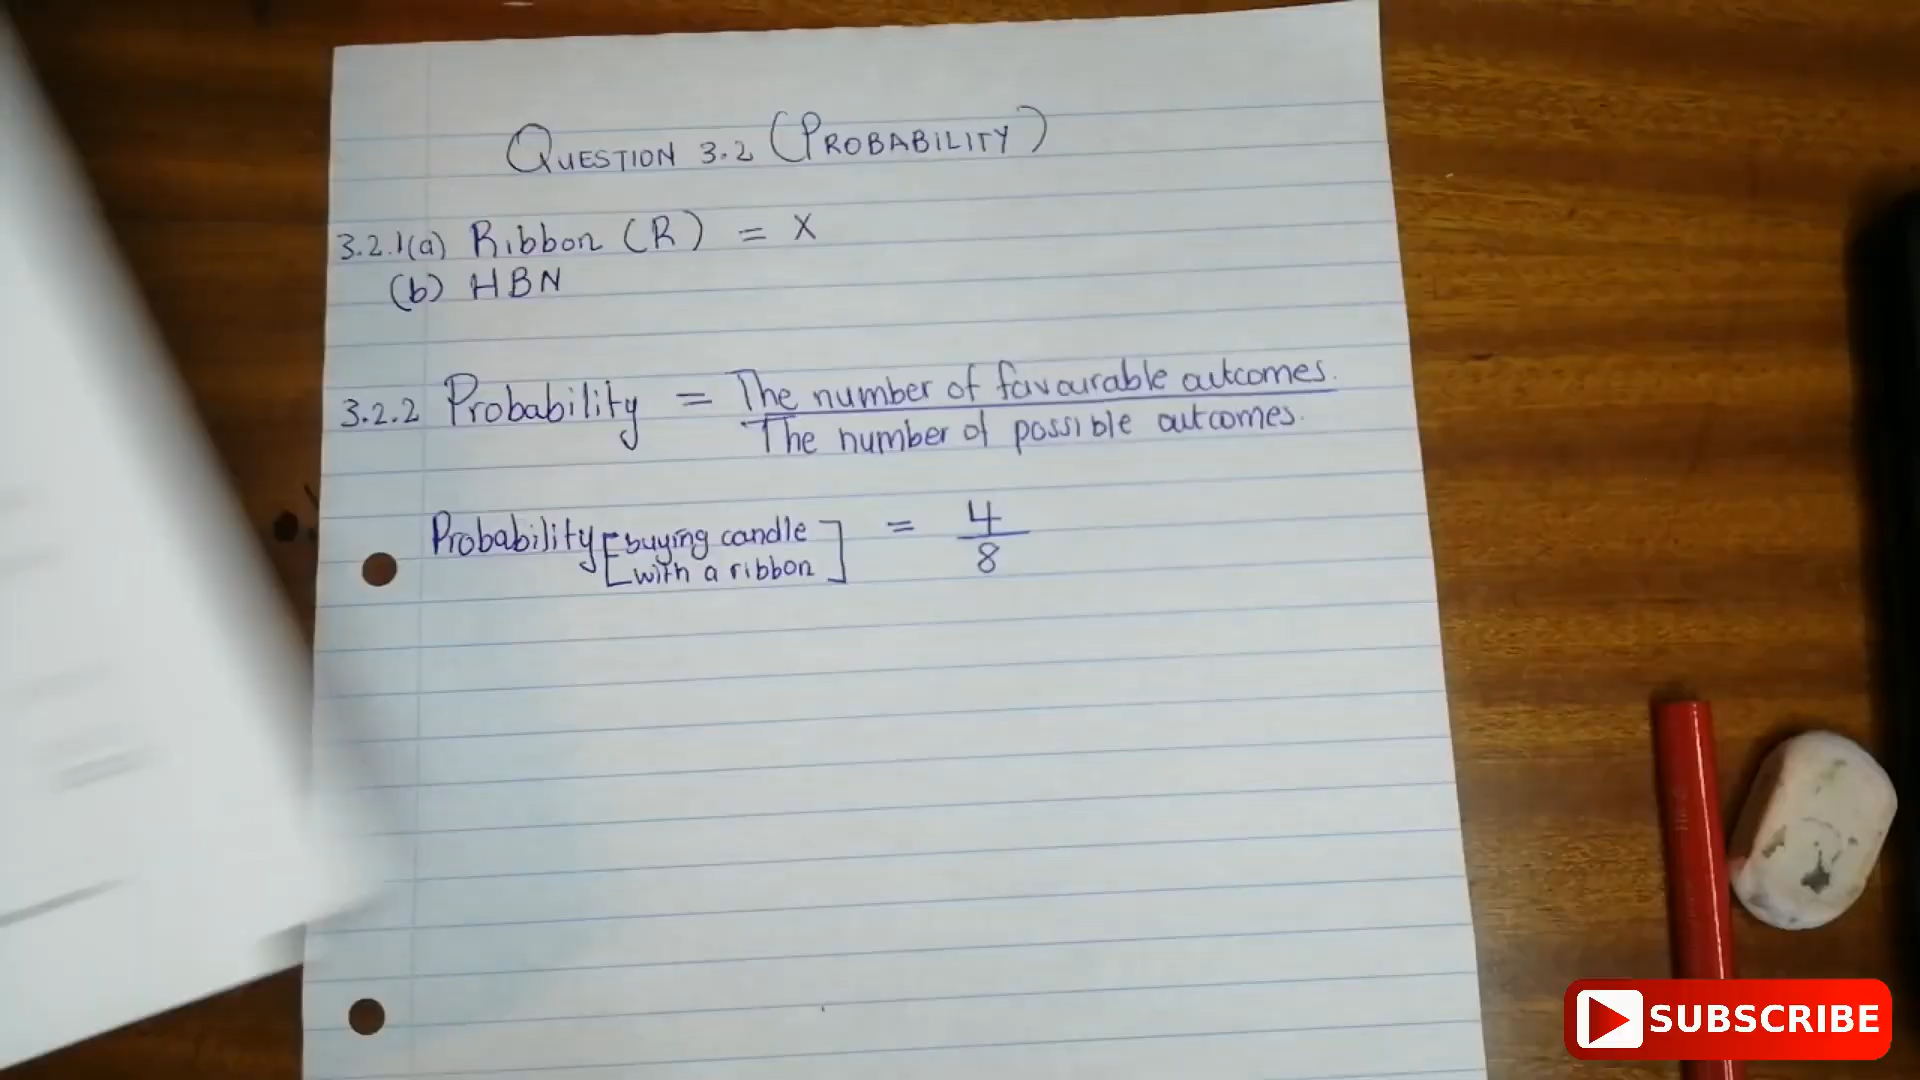 QUESTION 3.2 (PROBABILITY)
3.2.1(a) Ribbon (R) = X
(b) HBN
3.2.2 Probability = The number of favourable outcomes.
The number of possible outcomes.
Probability [buying candle with a ribbon] = 4/8
SUBSCRIBE